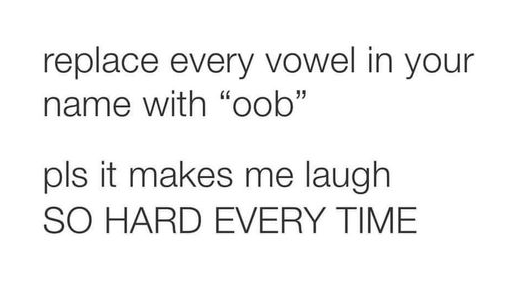 replace every vowel in your
name with “oob”
pls it makes me laugh
SO HARD EVERY TIME